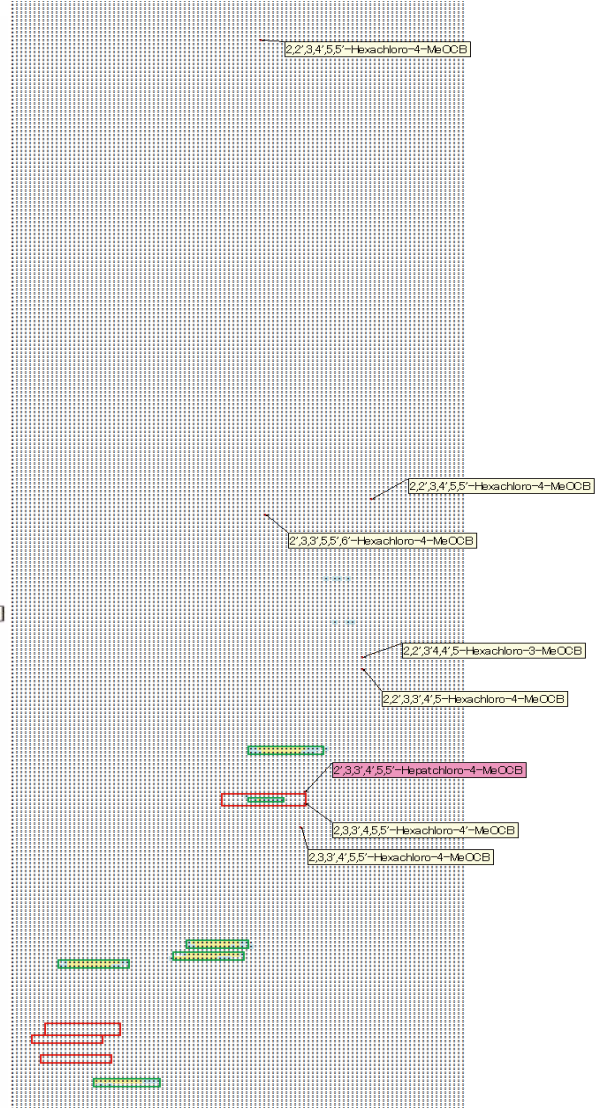 2,2',3,4',5,5'-Hexachloro-4-MeOCB
2,2',3,4',5,5'-Hexachloro-4-MeOCB
2',3,3',5,5',6'-Hexachloro-4-MeOCB
]
2,2',3'4,4',5-Hexachloro-3-MeOCB
2,2',3,3',4',5-Hexachloro-4-MeOCB
2',3,3',4',5,5'-Hepatchloro-4-MeOCB
2,3,3',4,5,5'-Hexachloro-4'-MeOCB
2,3,3',4',5,5'-Hexachloro-4-MeOCB